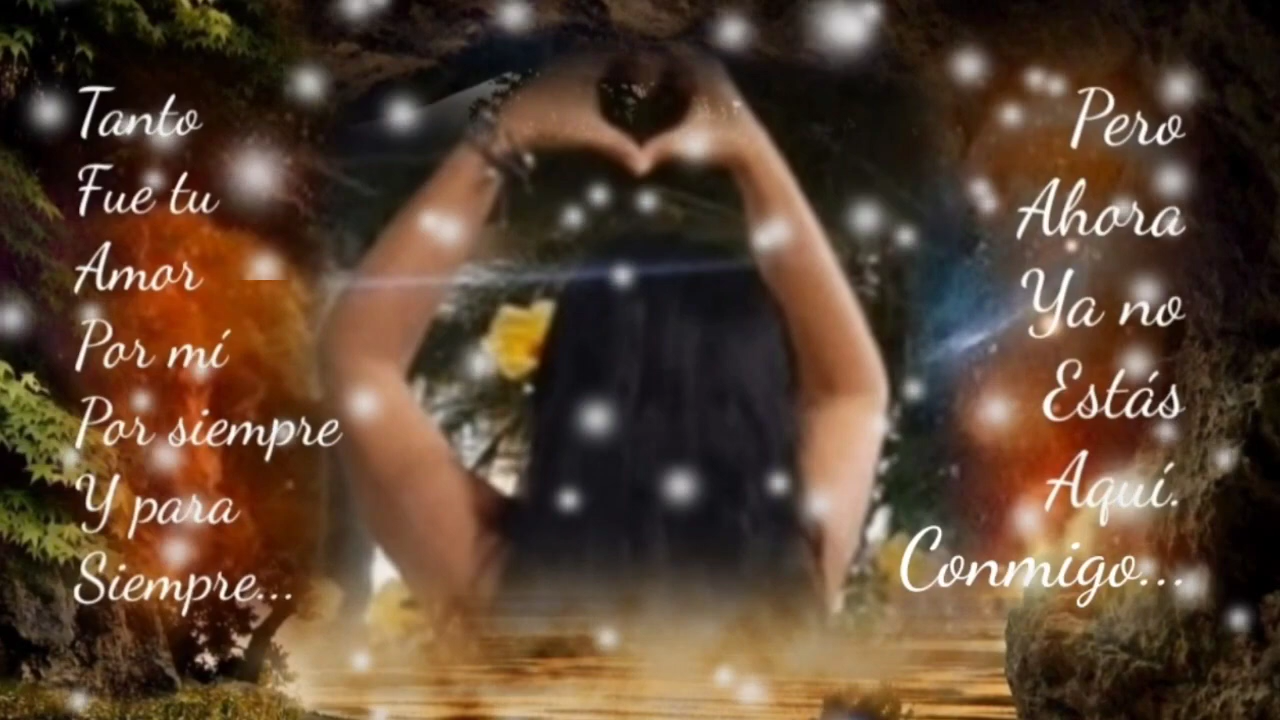 Tanto
Fue tu
Amor
Por mí
Por siempre
Y para
Siempre...
Pero
Ahora
Ya no
Estás
Aquí.
Conmigo...